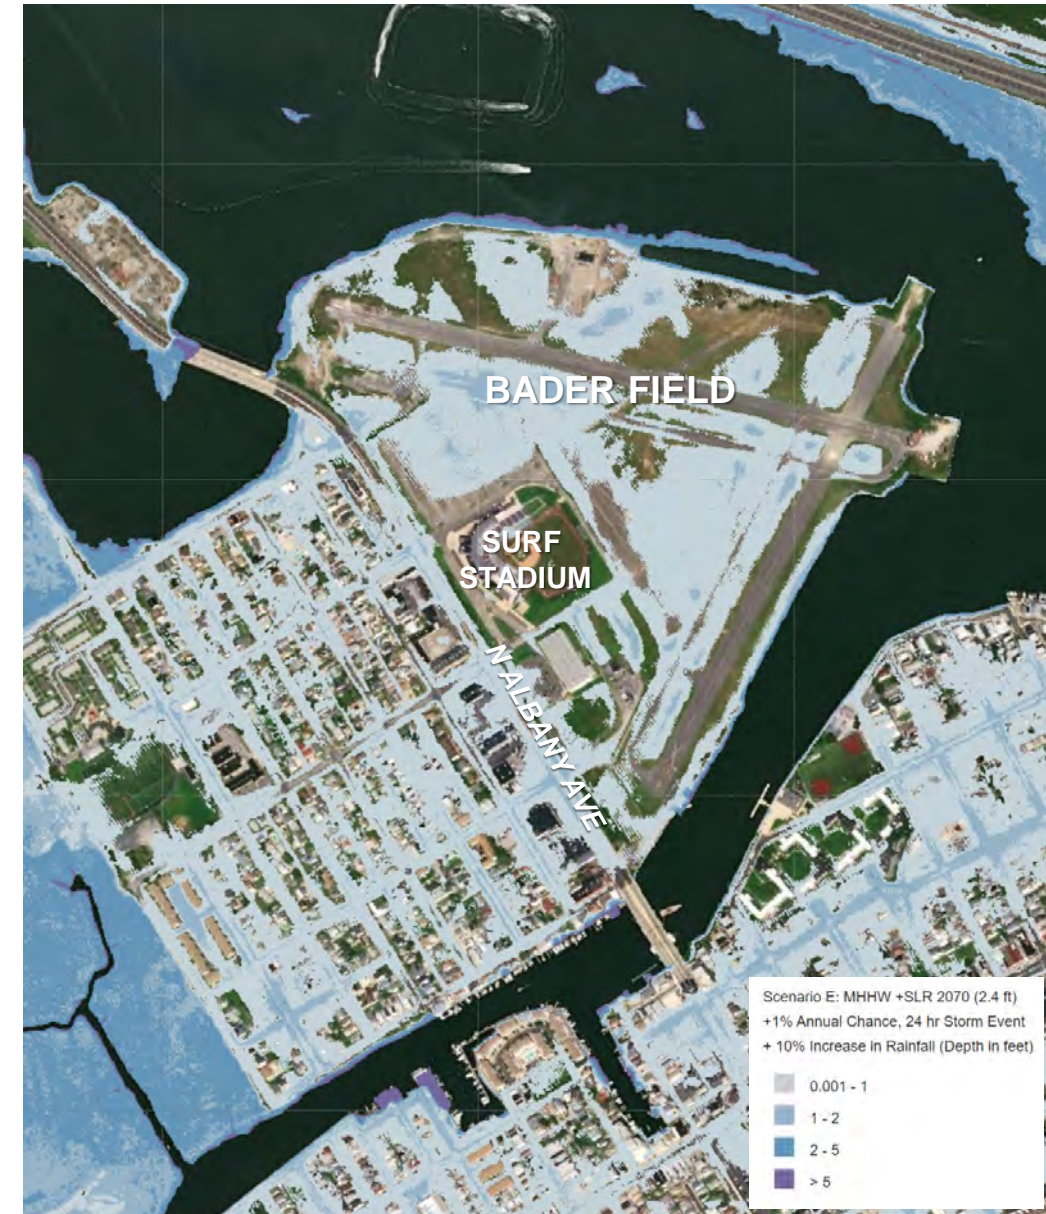 BADER FIELD
SURF
STADIUM
N ALBANY AVE
Scenario E: MHHW +SLR 2070 (2.4 ft)
+1% Annual Chance, 24 hr Storm Event
+ 10% Increase in Rainfall (Depth in feet)
0.001 - 1
1 - 2
2 - 5
> 5